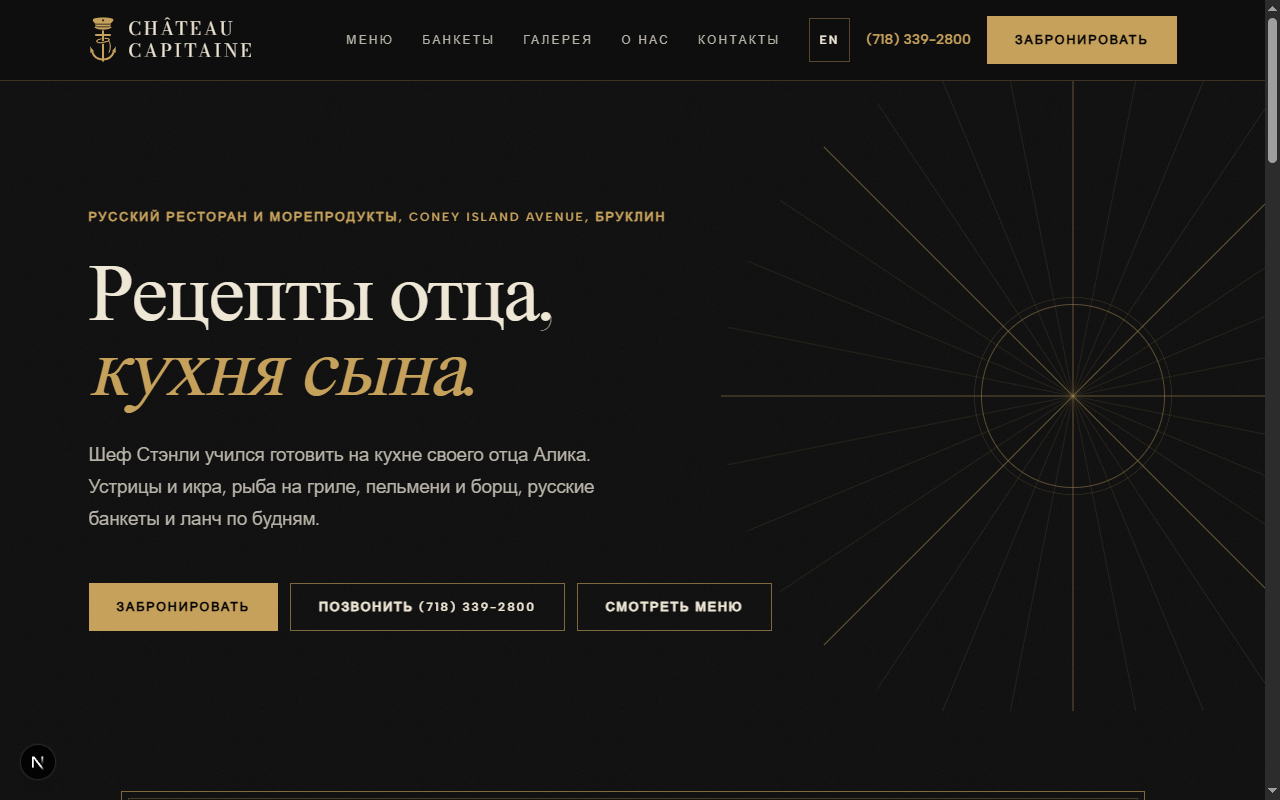 CHÂTEAU
CAPITAINE
МЕНЮ БАНКЕТЫ ГАЛЕРЕЯ О НАС КОНТАКТЫ EN (718) 339-2800 ЗАБРОНИРОВАТЬ
РУССКИЙ РЕСТОРАН И МОРЕПРОДУКТЫ, CONEY ISLAND AVENUE, БРУКЛИН
Рецепты отца,
кухня сына.
Шеф Стэнли учился готовить на кухне своего отца Алика.
Устрицы и икра, рыба на гриле, пельмени и борщ, русские
банкеты и ланч по будням.
ЗАБРОНИРОВАТЬ ПОЗВОНИТЬ (718) 339-2800 СМОТРЕТЬ МЕНЮ
N